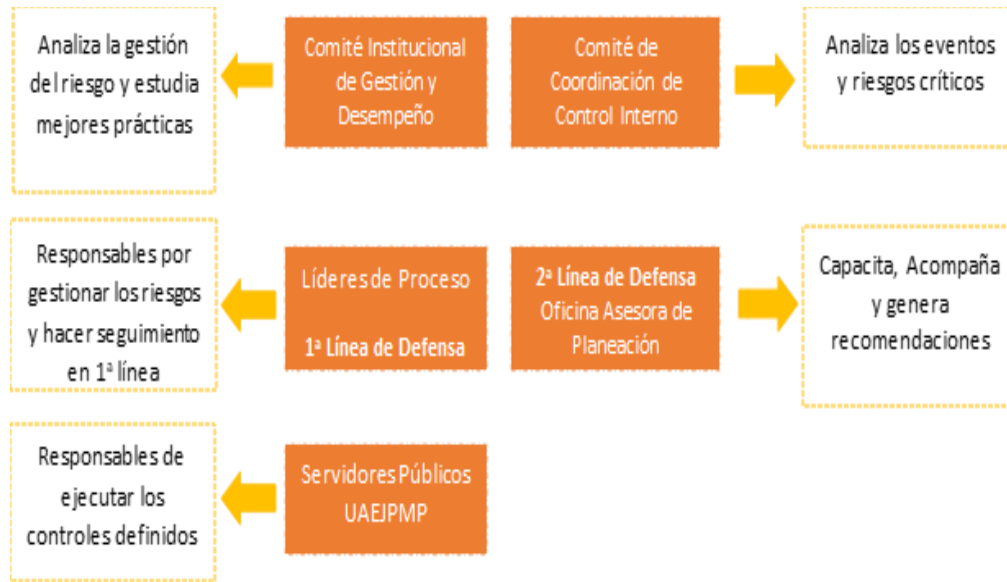 Analiza la gestión
del riesgo y estudia
mejores prácticas
Comité Institucional
de Gestión y
Desempeño
Comité de
Coordinación de
Control Interno
Analiza los eventos
y riesgos críticos
Responsables por
gestionar los riesgos
y hacer seguimiento
en 1ª línea
Líderes de Proceso
1ª Línea de Defensa
2ª Línea de Defensa
Oficina Asesora de
Planeación
Capacita, Acompaña
y genera
recomendaciones
Responsables de
ejecutar los
controles definidos
Servidores Públicos
UAEJPMP